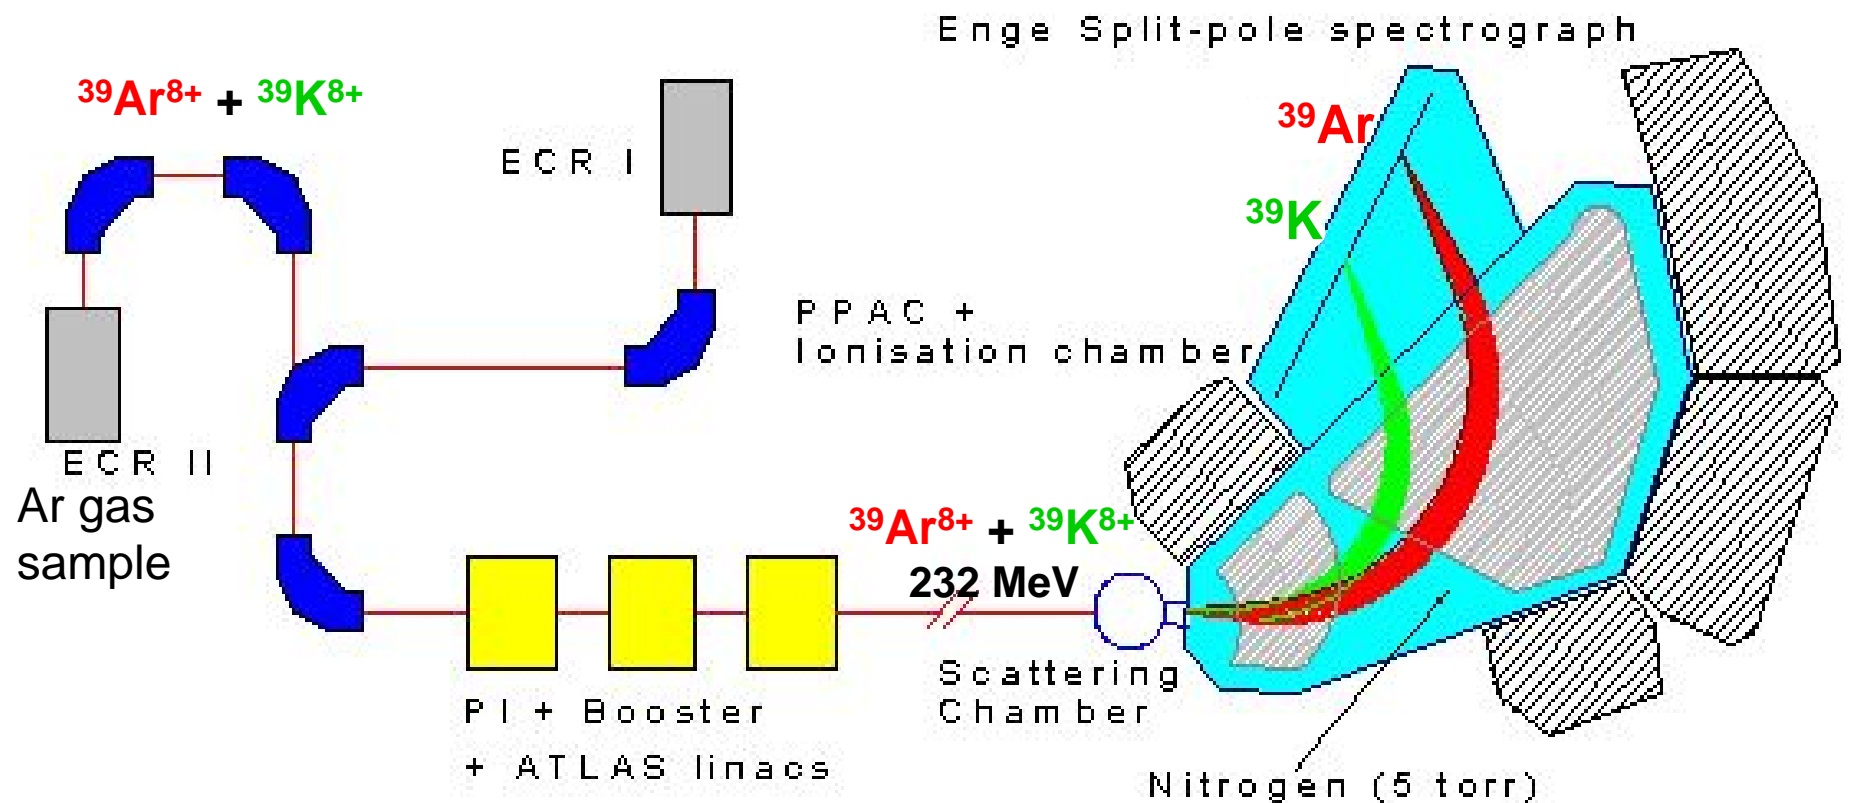 Enge Split-pole spectrograph
³⁹Ar⁸⁺ + ³⁹K⁸⁺
ECR I
³⁹Ar
³⁹K
PPAC +
Ionisation chamber
ECR II
Ar gas
sample
³⁹Ar⁸⁺ + ³⁹K⁸⁺
232 MeV
Scattering
Chamber
PI + Booster
+ ATLAS linacs
Nitrogen (5 torr)